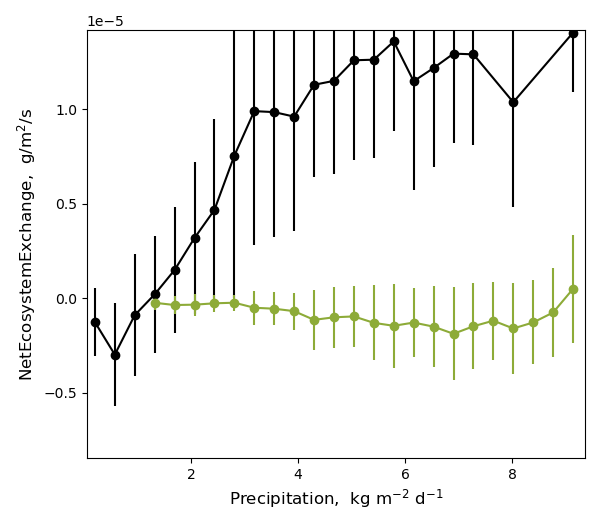 1e−5
1.0
0.5
0.0
−0.5
NetEcosystemExchange,  g/m²/s
2 4 6 8
Precipitation,  kg m⁻² d⁻¹